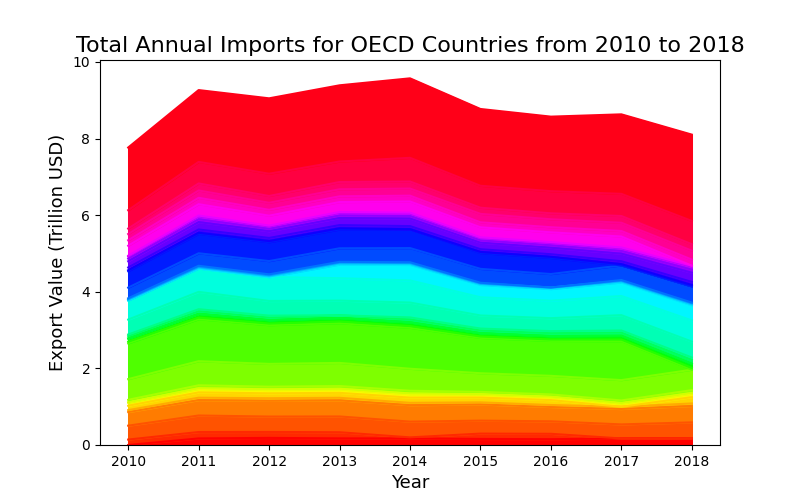 Total Annual Imports for OECD Countries from 2010 to 2018
Export Value (Trillion USD)
10
8
6
4
2
0
2010 2011 2012 2013 2014 2015 2016 2017 2018
Year